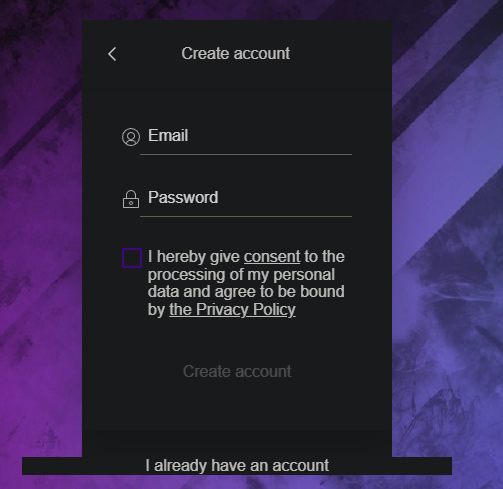 Create account
Email
Password
I hereby give consent to the
processing of my personal
data and agree to be bound
by the Privacy Policy
Create account
I already have an account